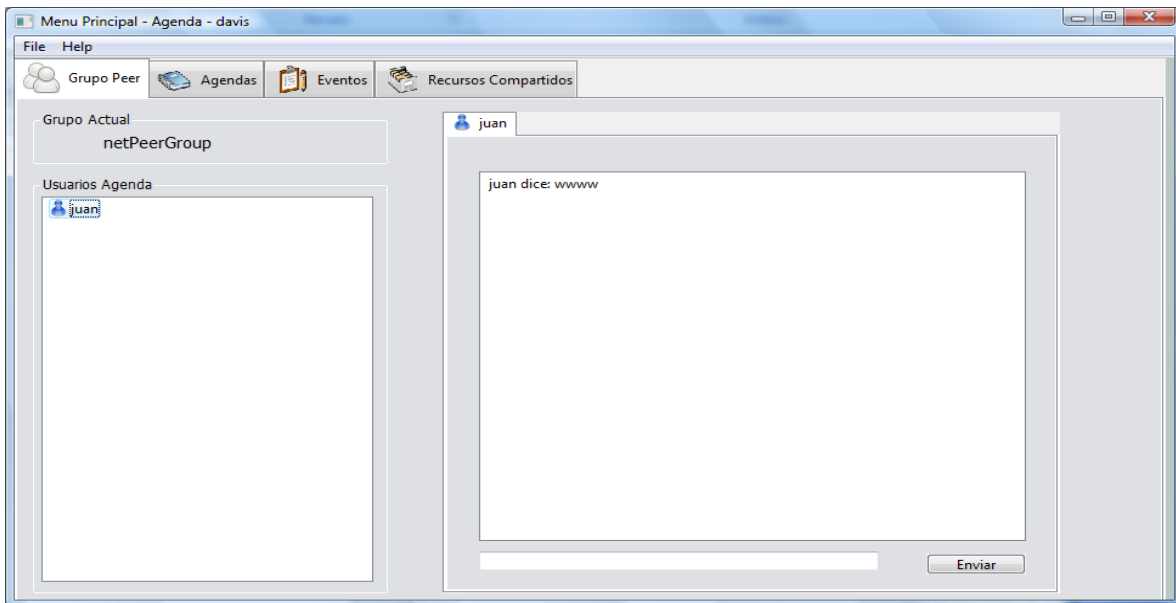 Menu Principal - Agenda - davis
File Help
Grupo Peer Agendas Eventos Recursos Compartidos
Grupo Actual
netPeerGroup
Usuarios Agenda
juan
juan
juan dice: wwww
Enviar